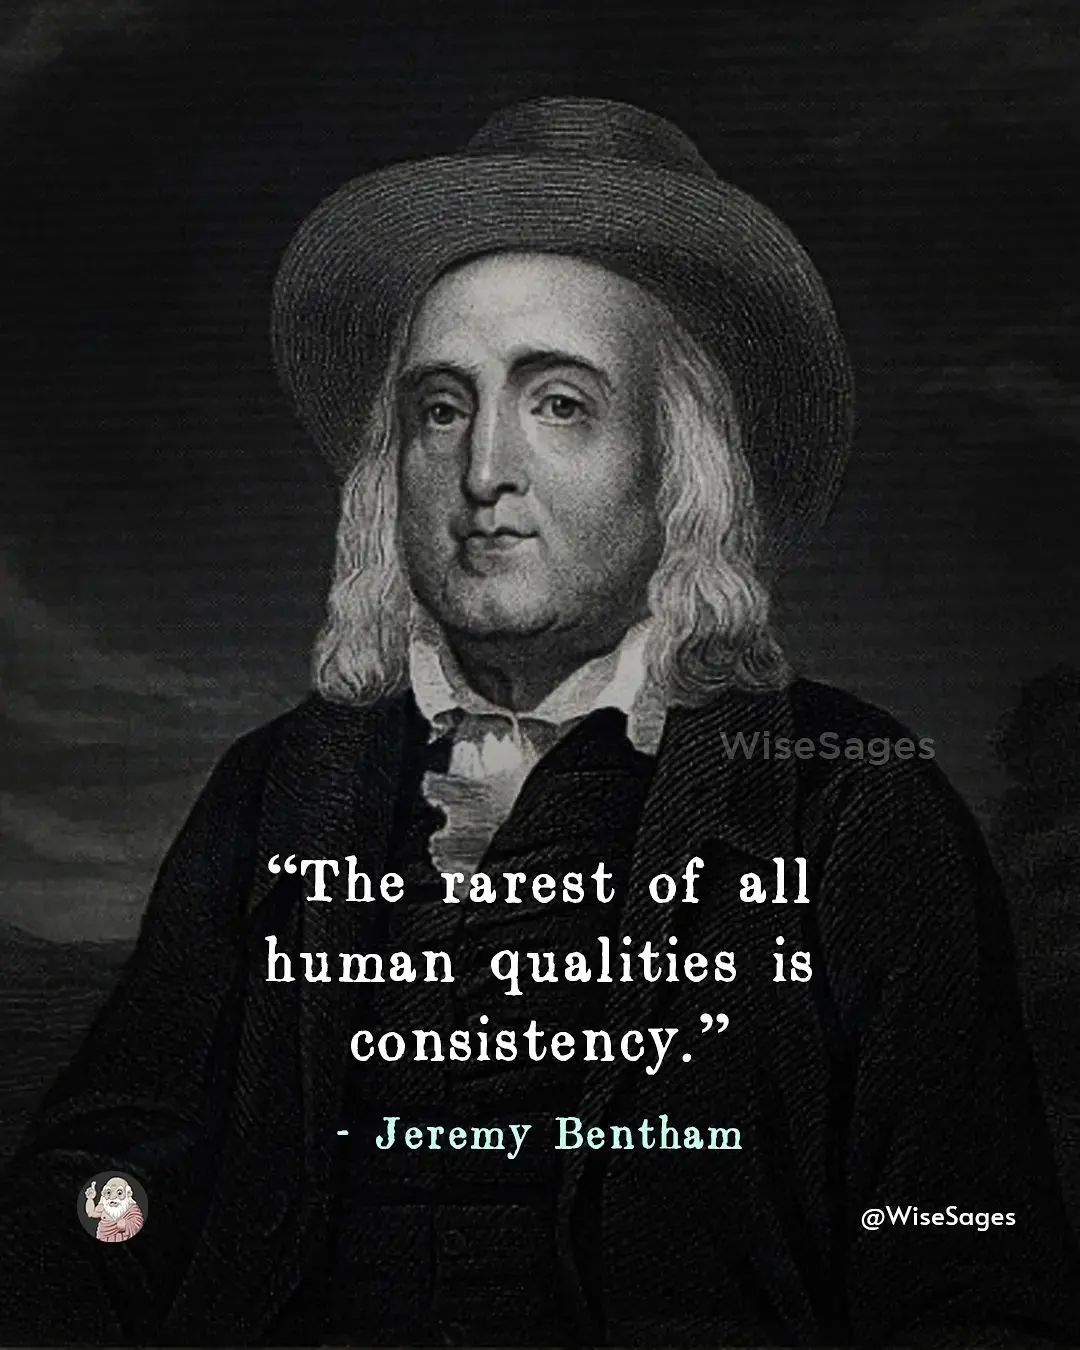 WiseSages
“The rarest of all
human qualities is
consistency.”
- Jeremy Bentham
@WiseSages